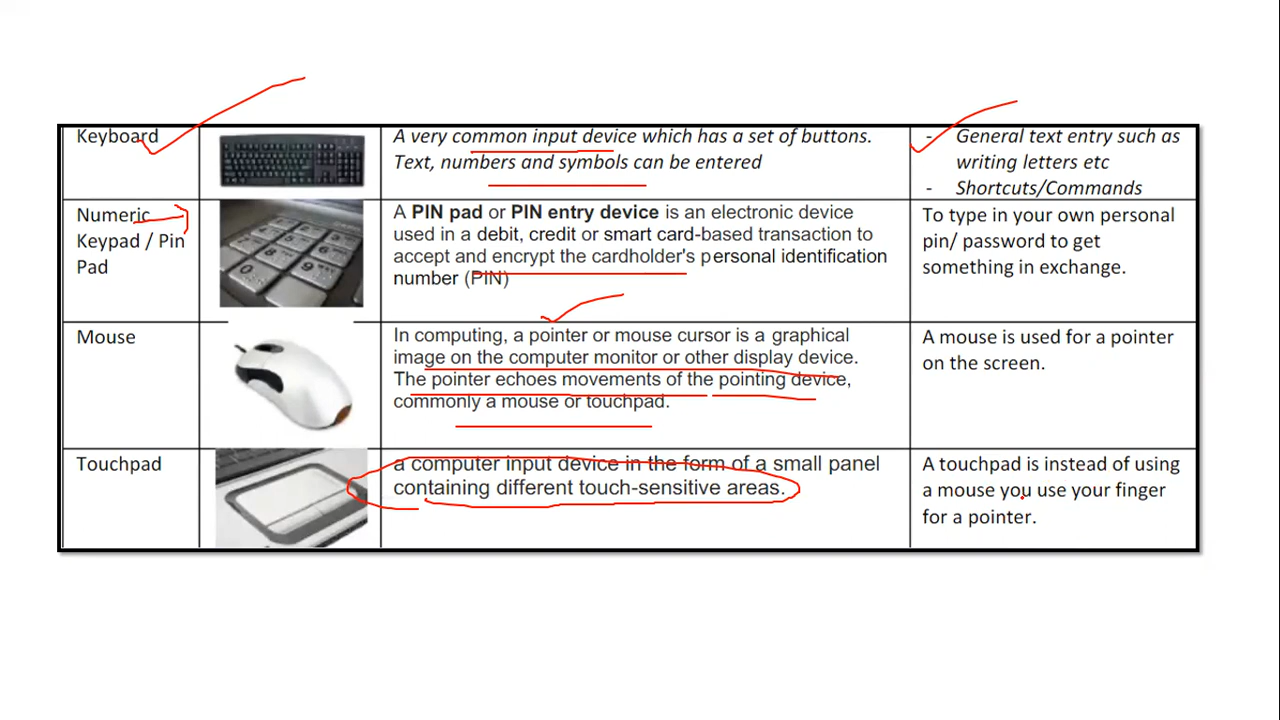 Keyboard
A very common input device which has a set of buttons.
Text, numbers and symbols can be entered
- General text entry such as
writing letters etc
- Shortcuts/Commands
Numeric
Keypad / Pin
Pad
A PIN pad or PIN entry device is an electronic device
used in a debit, credit or smart card-based transaction to
accept and encrypt the cardholder's personal identification
number (PIN)
To type in your own personal
pin/ password to get
something in exchange.
Mouse
In computing, a pointer or mouse cursor is a graphical
image on the computer monitor or other display device.
The pointer echoes movements of the pointing device,
commonly a mouse or touchpad.
A mouse is used for a pointer
on the screen.
Touchpad
a computer input device in the form of a small panel
containing different touch-sensitive areas.
A touchpad is instead of using
a mouse you use your finger
for a pointer.